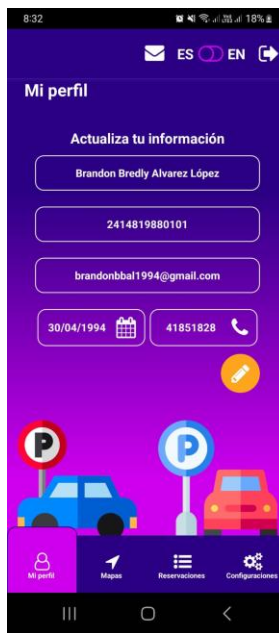 8:32
18%
ES EN
Mi perfil
Actualiza tu información
Brandon Bredly Alvarez López
2414819880101
brandonbbal1994@gmail.com
30/04/1994 41851828
P P
Mi perfil Mapas Reservaciones Configuraciones